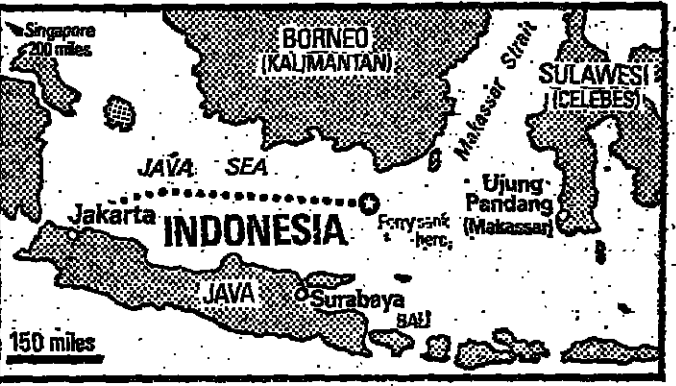 Singapore
200 miles
BORNEO
(KALIMANTAN)
Makassar Strait
SULAWESI
(CELEBES)
JAVA SEA
Ujung
Pandang
(Makassar)
Jakarta
INDONESIA
Ferry sank
here
JAVA
Surabaya
BALI
150 miles